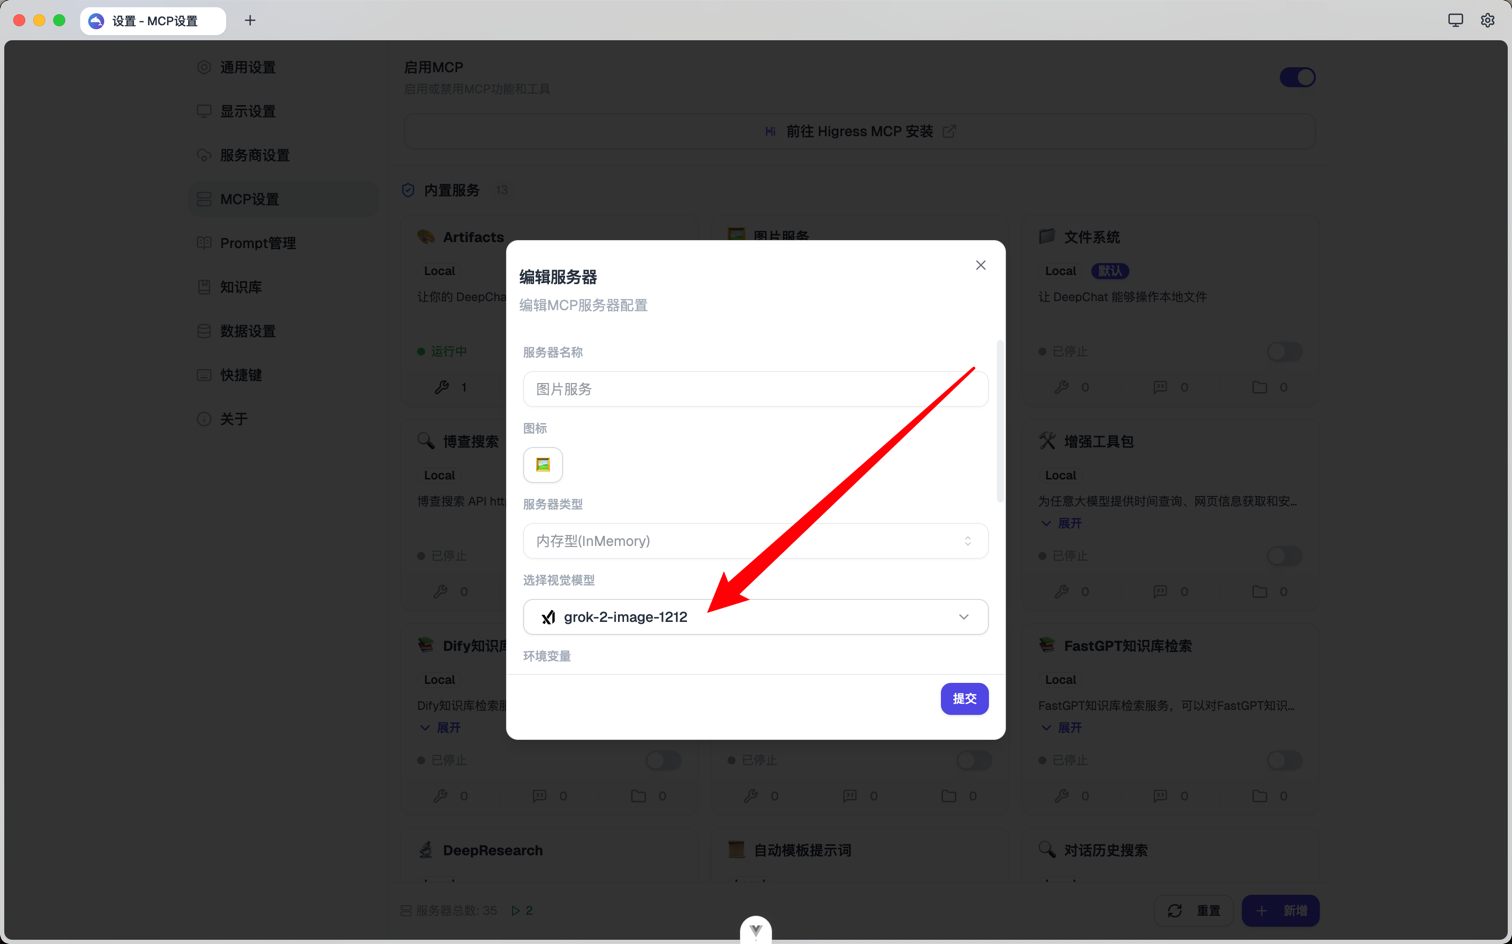 设置 - MCP设置
通用设置
显示设置
服务商设置
MCP设置
Prompt管理
知识库
数据设置
快捷键
关于
启用MCP
启用或禁用MCP功能和工具
Hi 前往 Higress MCP 安装
内置服务 13
Artifacts
Local
让你的 DeepCha
运行中
1
图片服务
文件系统
Local 默认
让 DeepChat 能够操作本地文件
已停止
0 0 0
博查搜索
Local
博查搜索 API htt
已停止
0
增强工具包
Local
为任意大模型提供时间查询、网页信息获取和安...
展开
已停止
0 0 0
编辑服务器
编辑MCP服务器配置
服务器名称
图片服务
图标
服务器类型
内存型(InMemory)
选择视觉模型
grok-2-image-1212
环境变量
提交
Dify知识库
Local
Dify知识库检索服
展开
已停止
0 0 0
已停止
0 0 0
FastGPT知识库检索
Local
FastGPT知识库检索服务，可以对FastGPT知识...
展开
已停止
0 0 0
DeepResearch
自动模板提示词
对话历史搜索
服务器总数: 35 2
重置
新增